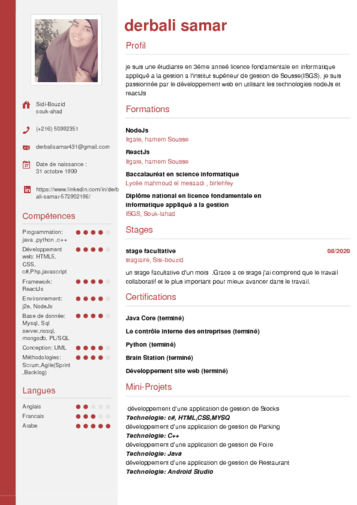 derbali samar
Profil
je suis une étudiante en 3éme anneé licence fondamentale en informatique
appliqué a la gestion a l'institut supérieur de gestion de Sousse(ISGS). je suis
passionnée par le développement web en utilisant les technologies nodeJs et
reactJs
Sidi-Bouzid
souk-ahad
(+216) 50992351
derbalisamar431@gmail.com
Date de naissance :
31 octobre 1999
https://www.linkedin.com/in/derb
ali-samar-572902186/
Compétences
Programmation:
java ,python ,c++
Développement
web: HTML5,
CSS,
c#,Php,javascript
Framework:
ReactJs
Environnement:
j2e, NodeJs
Base de donnée:
Mysql, Sql
server,nosql,
mongodb, PL/SQL
Conception: UML
Méthodologies:
Scrum,Agile(Sprint
,Backlog)
Langues
Anglais
Francais
Arabe
Formations
NodeJs
Irgate, hamem Sousse
ReactJs
Irgate, hamem Sousse
Baccalauréat en science informatique
Lycée mahmoud el messadi ,
Diplôme national en licence fondamentale en
informatique appliqué a la gestion
ISGS, Souk-lahad
Stages
stage facultative 08/2020
stagiaire, Sisi-bouzid
un stage facultative d'un mois .Grace a ce stage j'ai comprend que le travail
collaboratif et le plus important pour mieux avancer dans le travail.
Certifications
Java Core (terminé)
Le contrôle interne des entreprises (terminé)
Python (terminé)
Brain Station (terminé)
Développement site web (terminé)
Mini-Projets
développement d'une application de gestion de Stocks
Technologie: c#, HTML,CSS,MYSQ
développement d'une application de gestion de Parking
Technologie: C++
développement d'une application de gestion de Foire
Technologie: Java
développement d'une application de gestion de Restaurant
Technologie: Android Studio